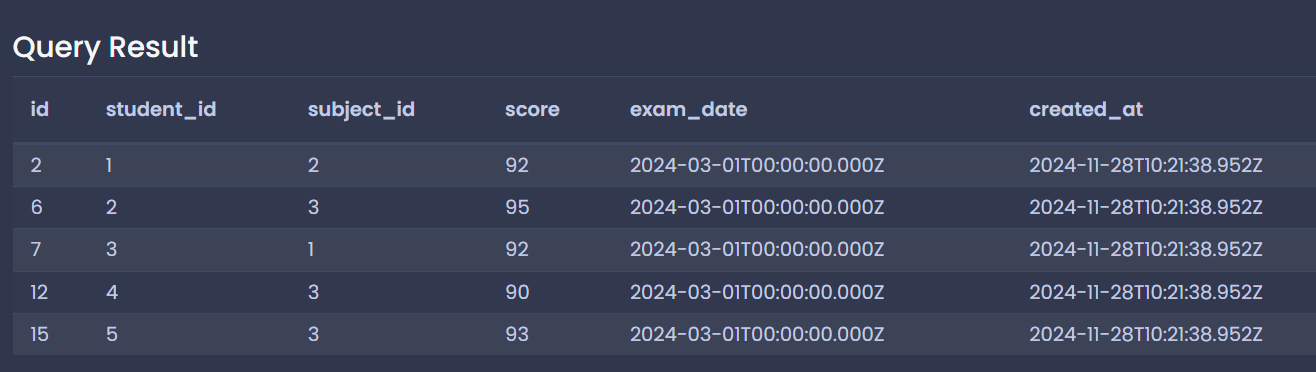 Query Result
id student_id subject_id score exam_date created_at
2 1 2 92 2024-03-01T00:00:00.000Z 2024-11-28T10:21:38.952Z
6 2 3 95 2024-03-01T00:00:00.000Z 2024-11-28T10:21:38.952Z
7 3 1 92 2024-03-01T00:00:00.000Z 2024-11-28T10:21:38.952Z
12 4 3 90 2024-03-01T00:00:00.000Z 2024-11-28T10:21:38.952Z
15 5 3 93 2024-03-01T00:00:00.000Z 2024-11-28T10:21:38.952Z